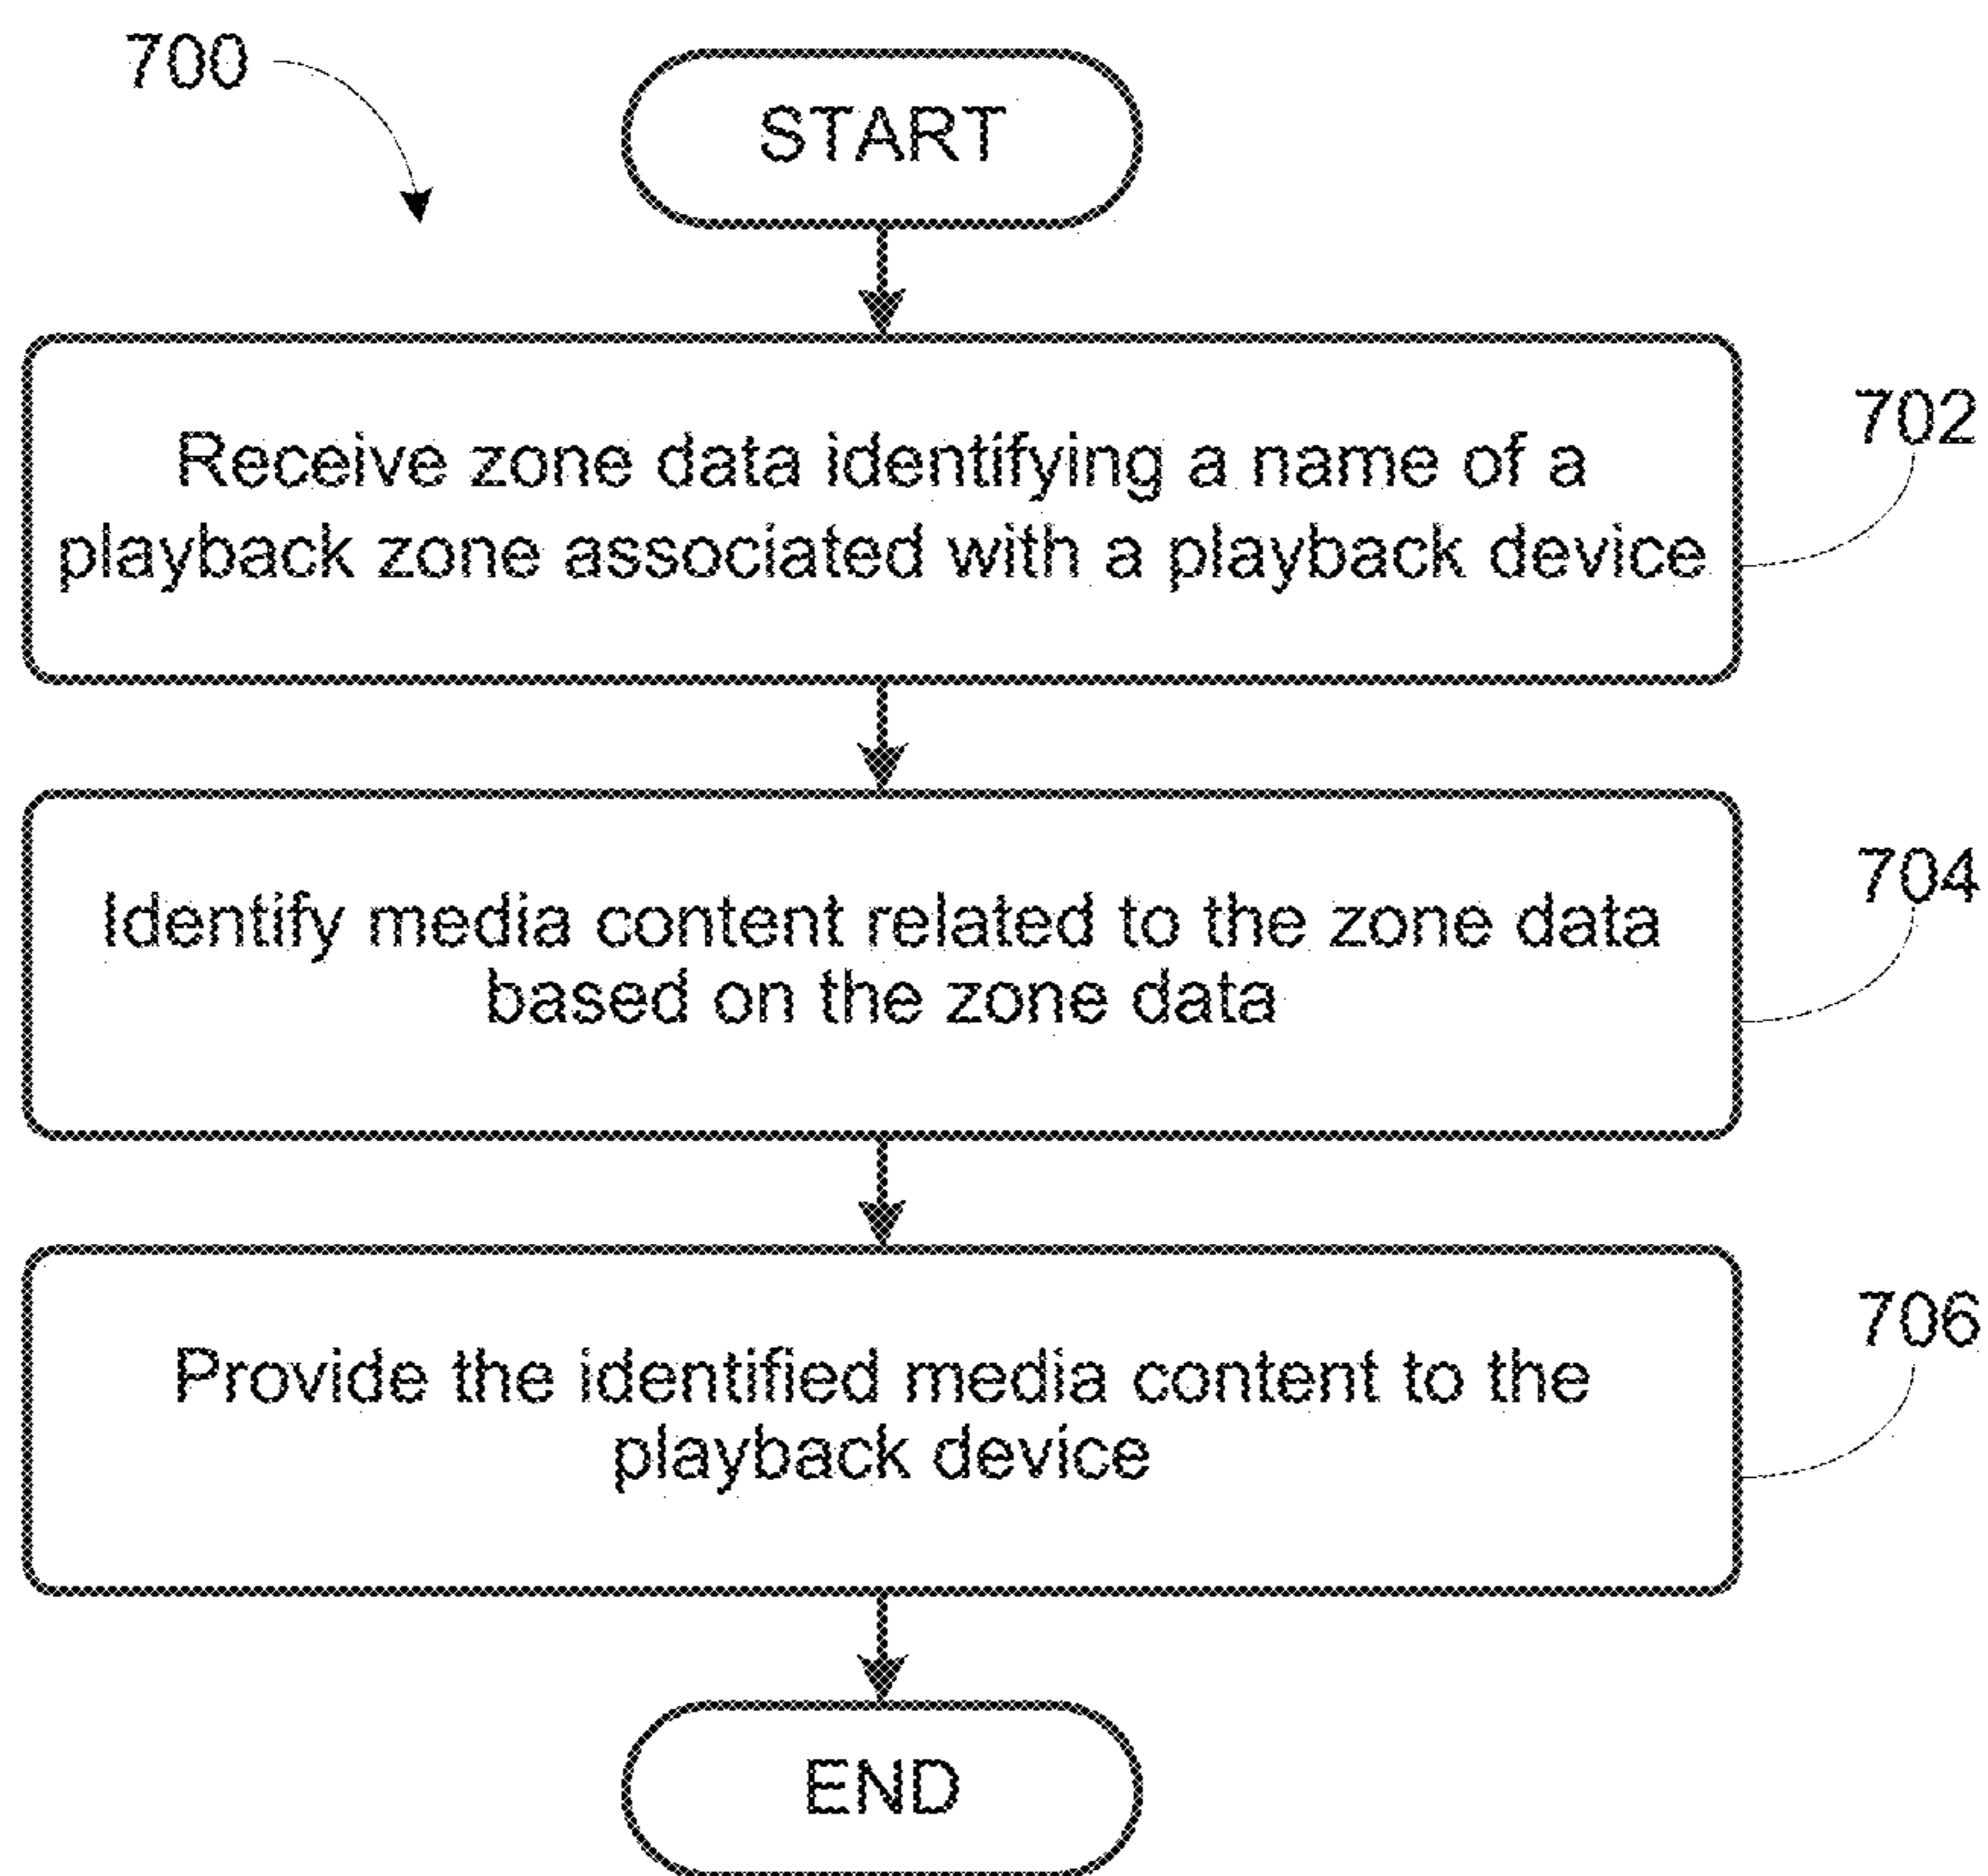 700
START
Receive zone data identifying a name of a
playback zone associated with a playback device
702
Identify media content related to the zone data
based on the zone data
704
Provide the identified media content to the
playback device
706
END